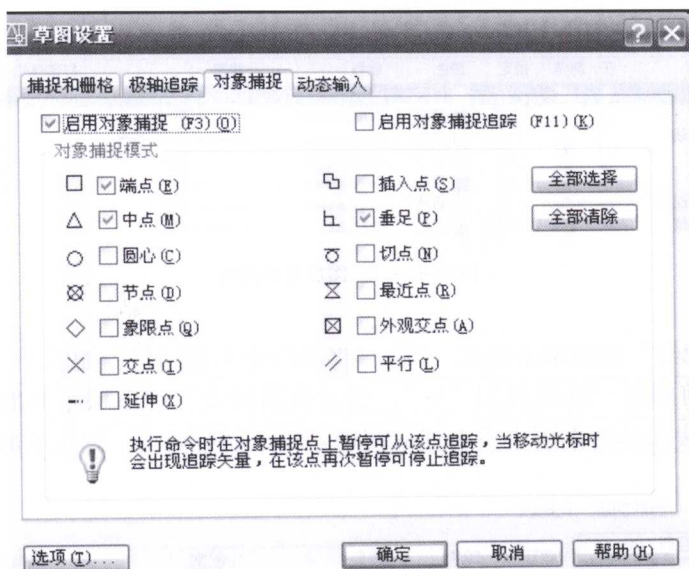 草图设置
捕捉和栅格 极轴追踪 对象捕捉 动态输入
启用对象捕捉 (F3)(O) 启用对象捕捉追踪 (F11)(K)
对象捕捉模式
端点(E) 插入点(S) 全部选择
中点(M) 垂足(P) 全部清除
圆心(C) 切点(N)
节点(D) 最近点(R)
象限点(Q) 外观交点(A)
交点(I) 平行(L)
延伸(X)
执行命令时在对象捕捉点上暂停可从该点追踪，当移动光标时
会出现追踪矢量，在该点再次暂停可停止追踪。
选项(T)... 确定 取消 帮助(H)